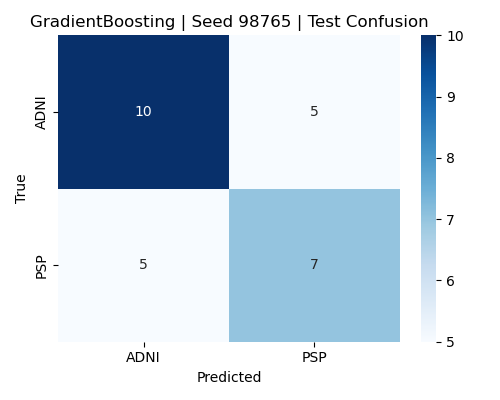 GradientBoosting | Seed 98765 | Test Confusion
True
ADNI
PSP
10
5
5
7
ADNI
PSP
Predicted
10
9
8
7
6
5